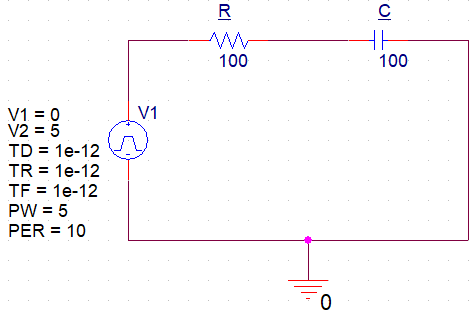 R
C
100
100
V1
V1 = 0
V2 = 5
TD = 1e-12
TR = 1e-12
TF = 1e-12
PW = 5
PER = 10
0